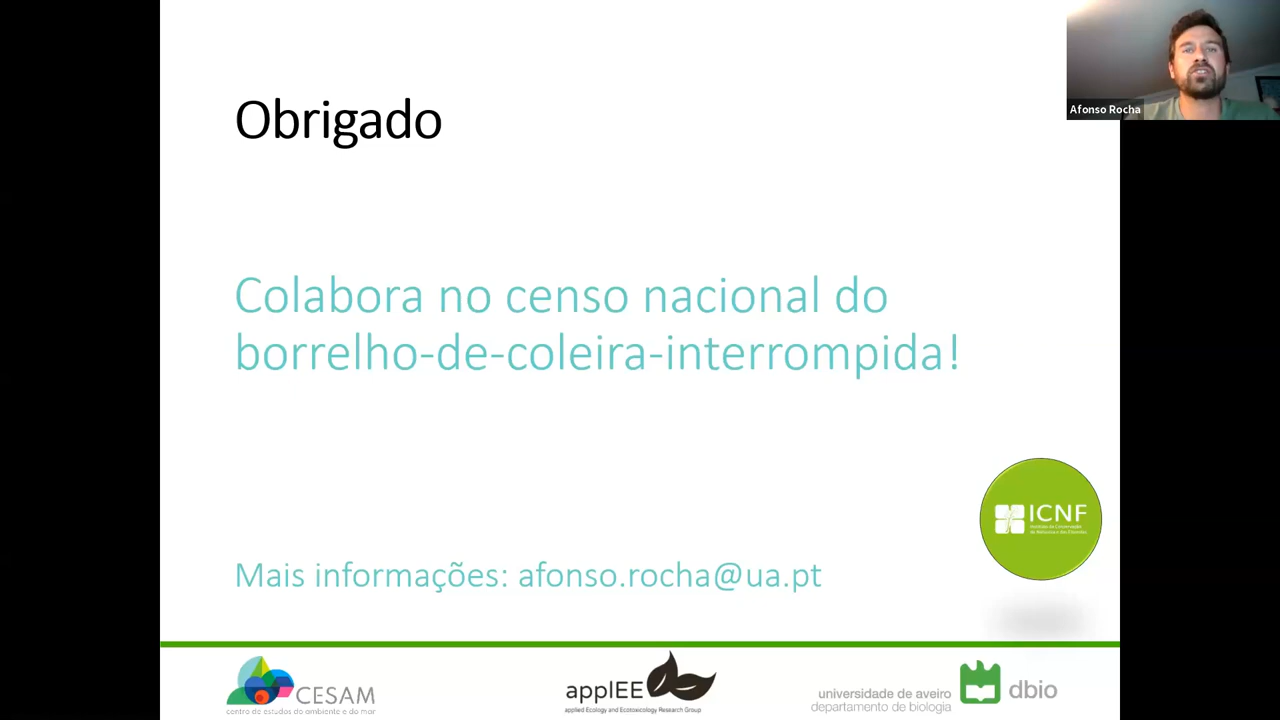 Afonso Rocha
Obrigado
Colabora no censo nacional do
borrelho-de-coleira-interrompida!
ICNF
Mais informações: afonso.rocha@ua.pt
CESAM
centro de estudos do ambiente e do mar
applEE
applied Ecology and Ecotoxicology Research Group
universidade de aveiro
departamento de biologia
dbio